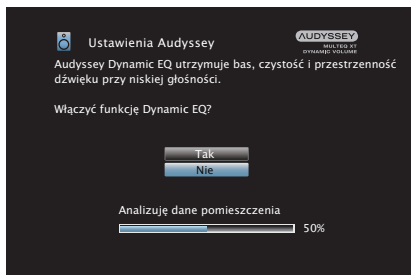 Ustawienia Audyssey
AUDYSSEY
MULTEQ XT
DYNAMIC VOLUME
Audyssey Dynamic EQ utrzymuje bas, czystość i przestrzenność
dźwięku przy niskiej głośności.
Włączyć funkcję Dynamic EQ?
Tak
Nie
Analizuję dane pomieszczenia
50%